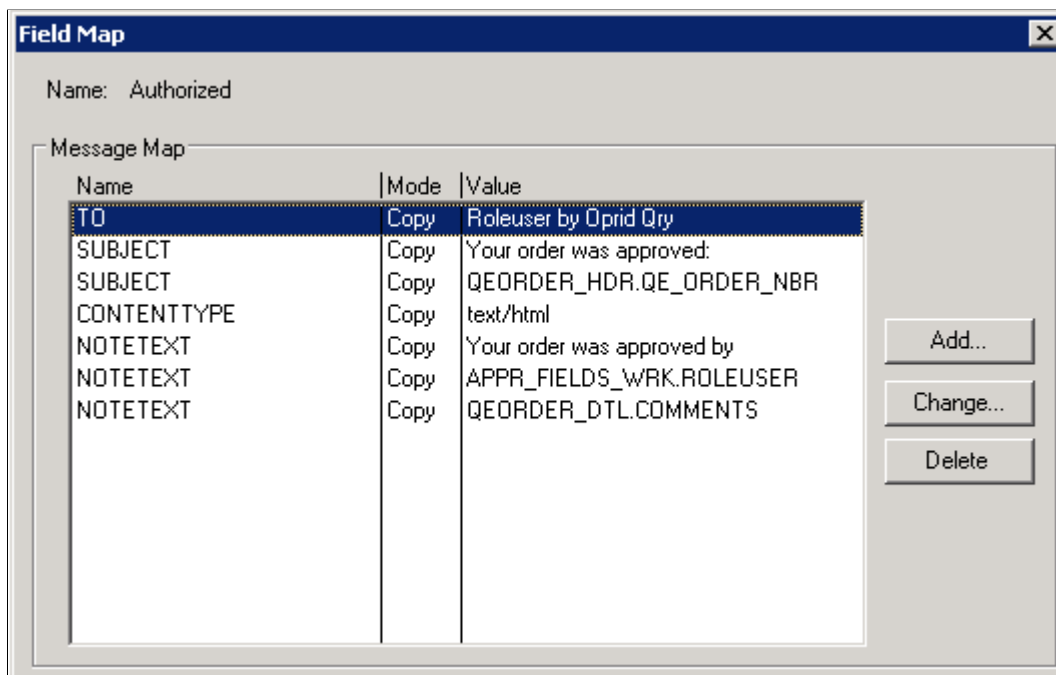 Field Map
Name: Authorized
Message Map
Name Mode Value
TO Copy Roleuser by Oprid Qry
SUBJECT Copy Your order was approved:
SUBJECT Copy QEORDER_HDR.QE_ORDER_NBR
CONTENTTYPE Copy text/html
NOTETEXT Copy Your order was approved by
NOTETEXT Copy APPR_FIELDS_WRK.ROLEUSER
NOTETEXT Copy QEORDER_DTL.COMMENTS
Add...
Change...
Delete